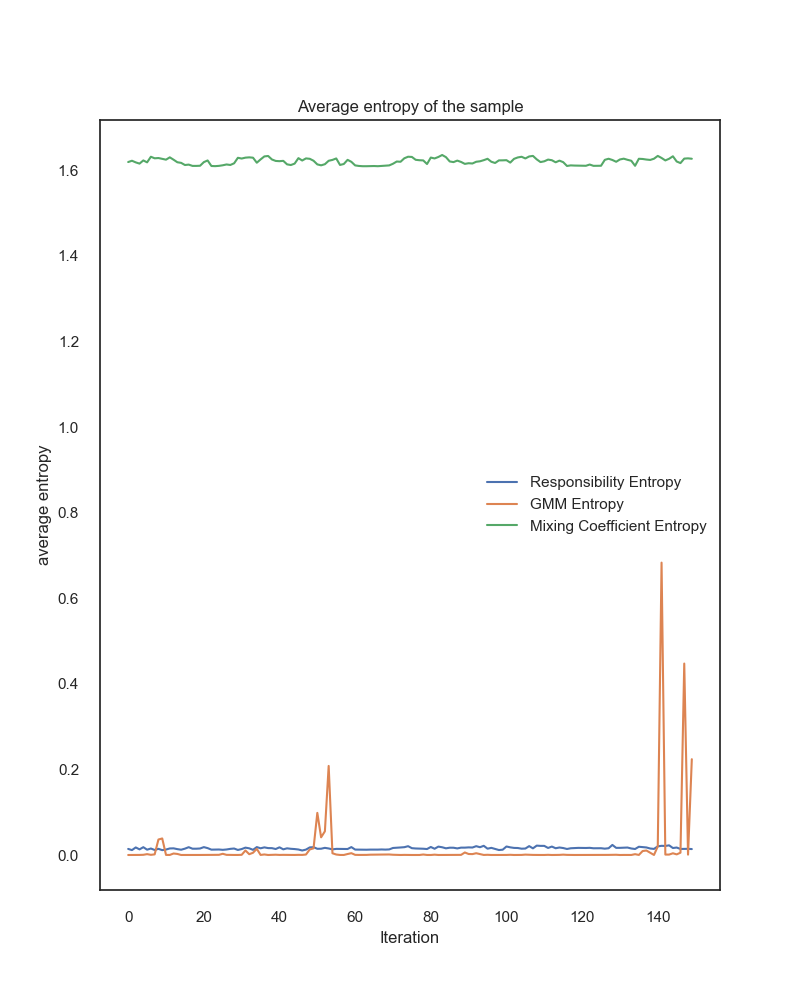 Average entropy of the sample
1.6
1.4
1.2
1.0
0.8
0.6
0.4
0.2
0.0
average entropy
Responsibility Entropy
GMM Entropy
Mixing Coefficient Entropy
0 20 40 60 80 100 120 140
Iteration